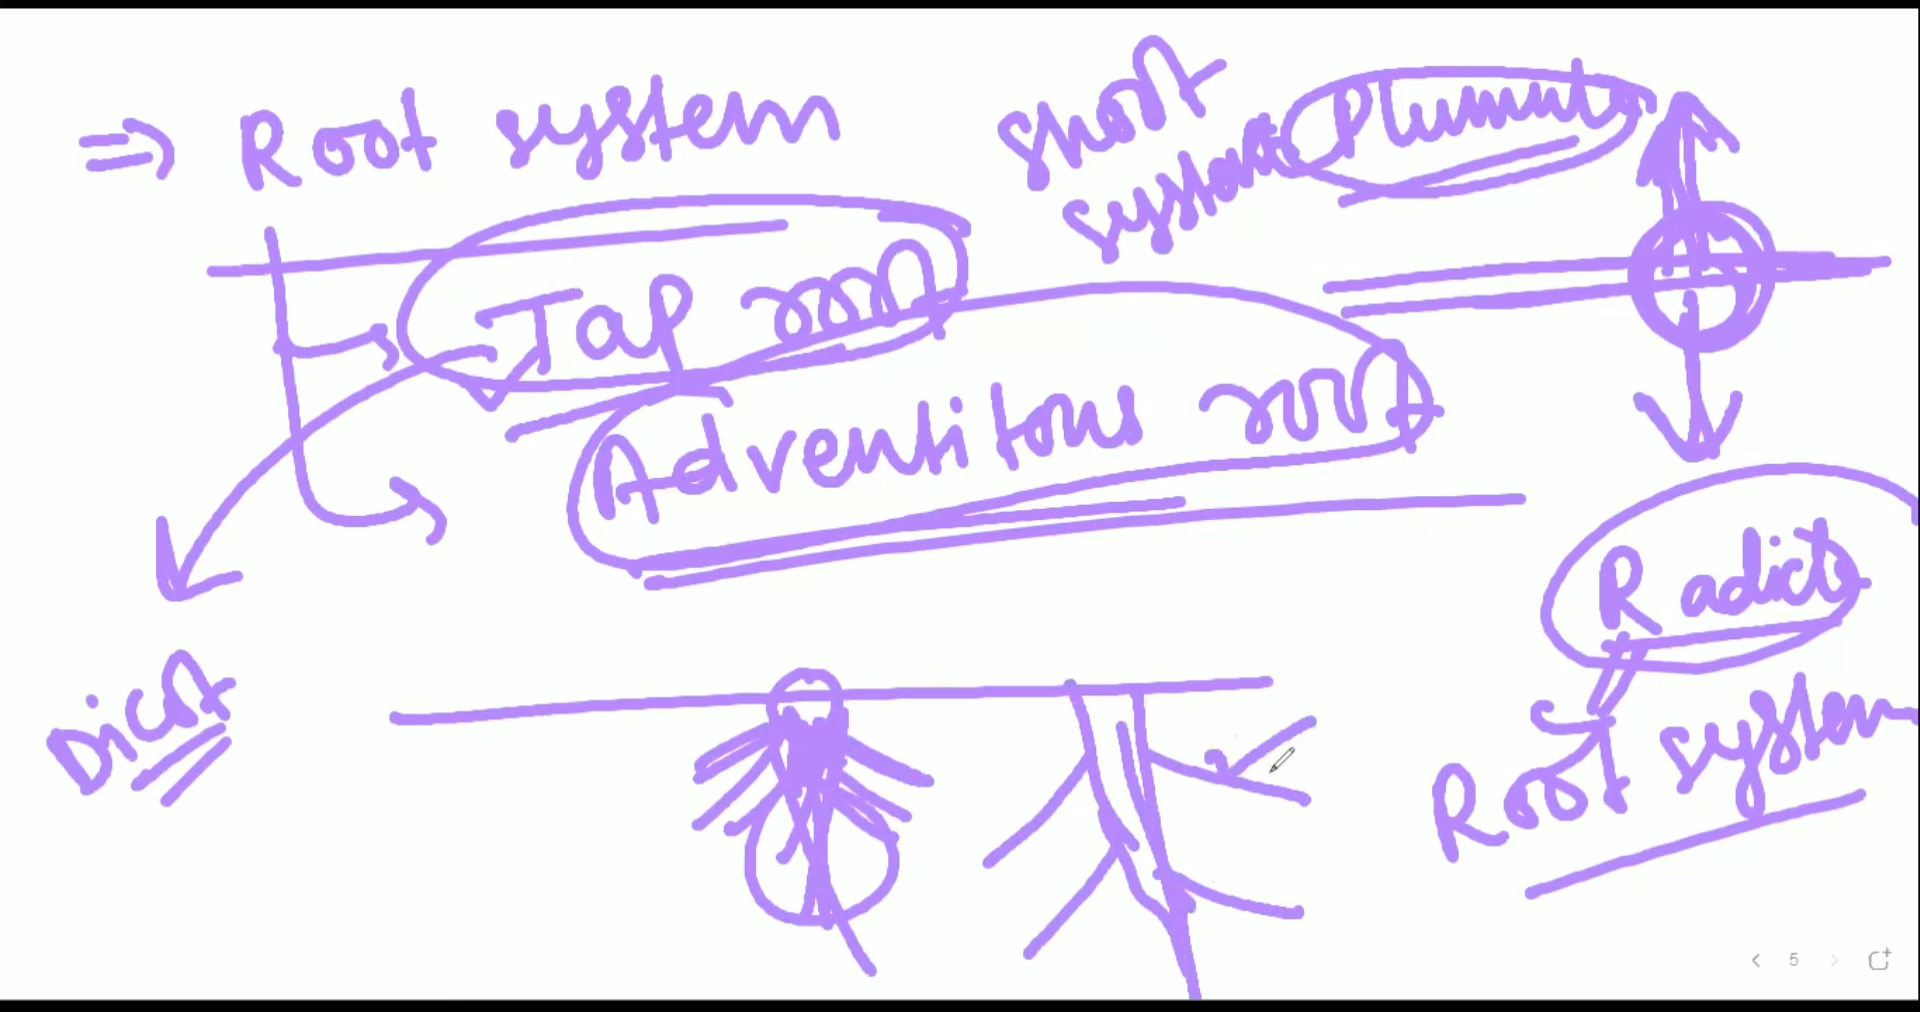 ⇒ Root system
Shoot
system
Plumule
Tap root
Adventitous root
Radicle
Dicot
Root system
5